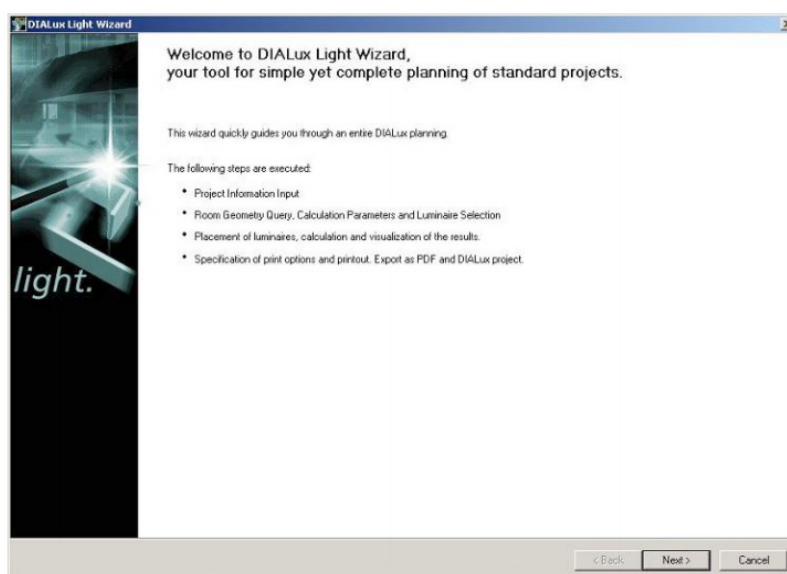 DIALux Light Wizard
Welcome to DIALux Light Wizard,
your tool for simple yet complete planning of standard projects.
This wizard quickly guides you through an entire DIALux planning.
The following steps are executed:
• Project Information Input
• Room Geometry Query, Calculation Parameters and Luminaire Selection
• Placement of luminaires, calculation and visualization of the results.
• Specification of print options and printout. Export as PDF and DIALux project.
light.
< Back Next > Cancel